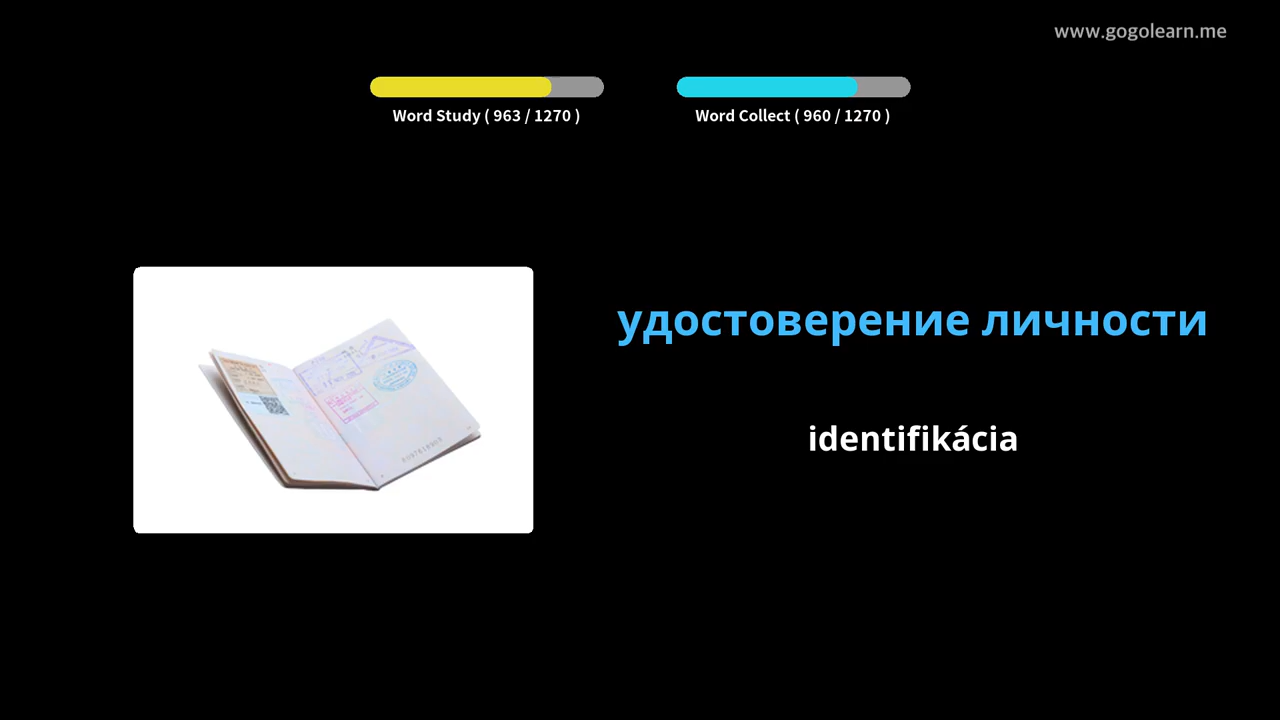 www.gogolearn.me
Word Study ( 963 / 1270 )
Word Collect ( 960 / 1270 )
удостоверение личности
identifikácia